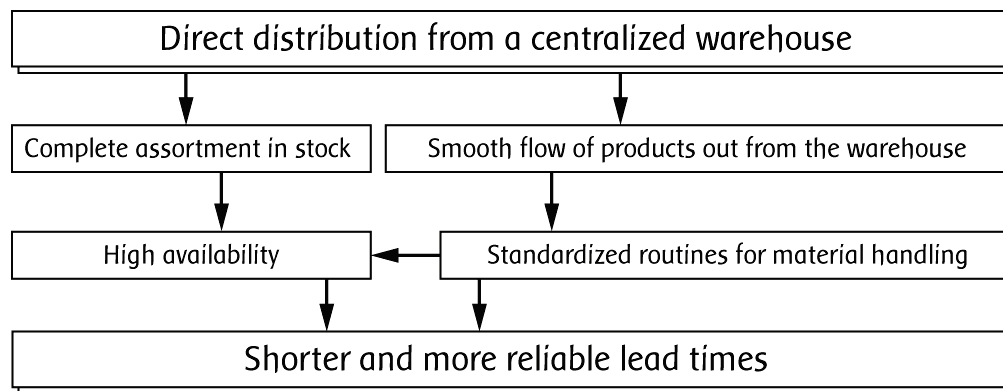 Direct distribution from a centralized warehouse
Complete assortment in stock
Smooth flow of products out from the warehouse
High availability
Standardized routines for material handling
Shorter and more reliable lead times